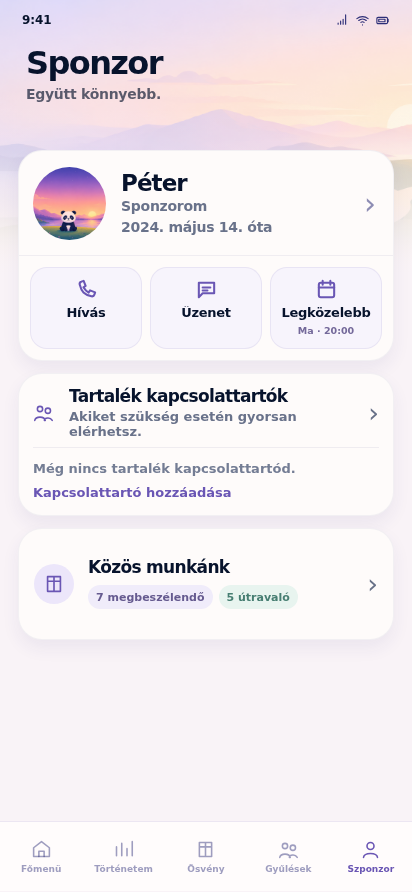 9:41
Sponzor
Együtt könnyebb.
Péter
Sponzorom
2024. május 14. óta
Hívás
Üzenet
Legközelebb
Ma · 20:00
Tartalék kapcsolattartók
Akiket szükség esetén gyorsan
elérhetsz.
Még nincs tartalék kapcsolattartód.
Kapcsolattartó hozzáadása
Közös munkánk
7 megbeszélendő
5 útravaló
Főmenü
Történetem
Ösvény
Gyűlések
Szponzor